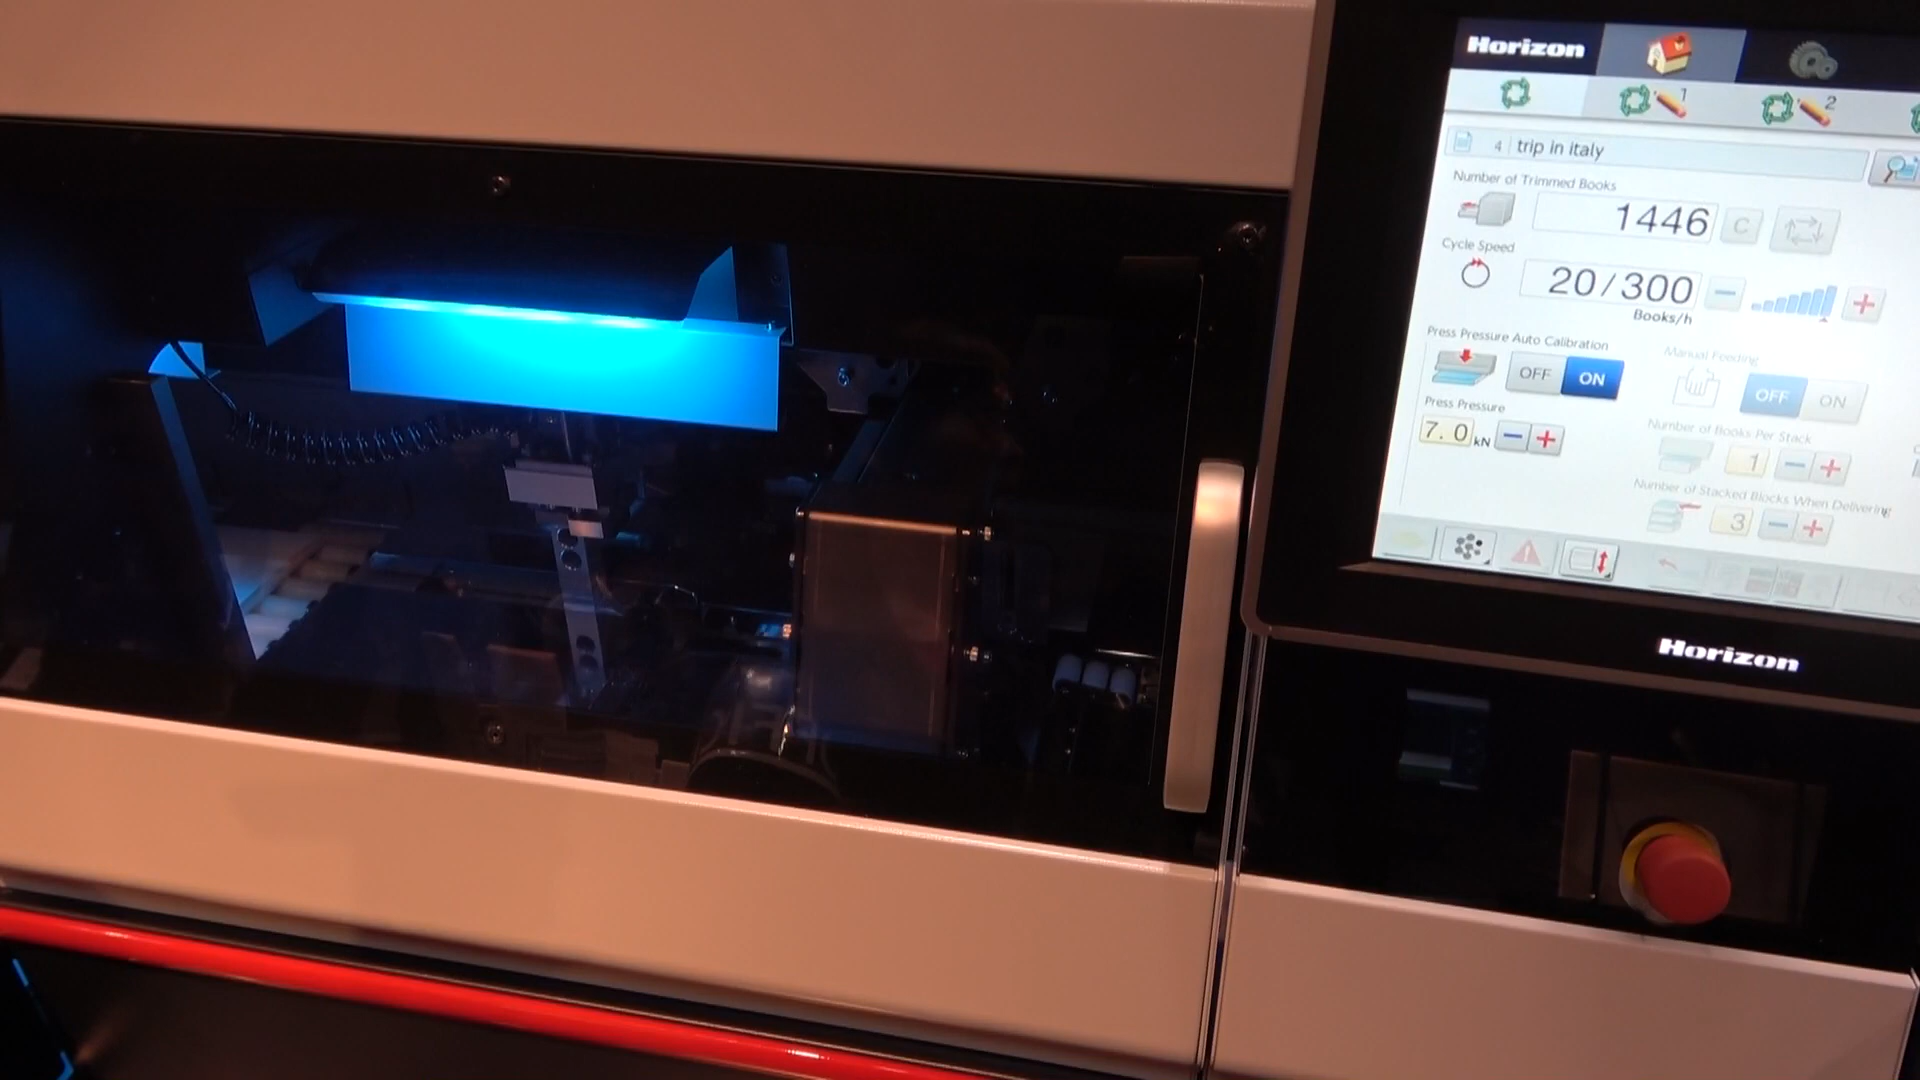 Horizon
1
2
4 trip in italy
Number of Trimmed Books
1446 C
Cycle Speed
20/300
Books/h
Press Pressure Auto Calibration
OFF ON
Manual Feeding
OFF ON
Press Pressure
7.0 kN
Number of Books Per Stack
1
Number of Stacked Blocks When Delivering
3
Horizon